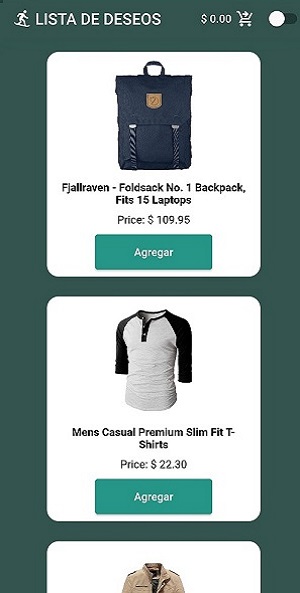 LISTA DE DESEOS
$ 0.00
Fjallraven - Foldsack No. 1 Backpack,
Fits 15 Laptops
Price: $ 109.95
Agregar
Mens Casual Premium Slim Fit T-
Shirts
Price: $ 22.30
Agregar